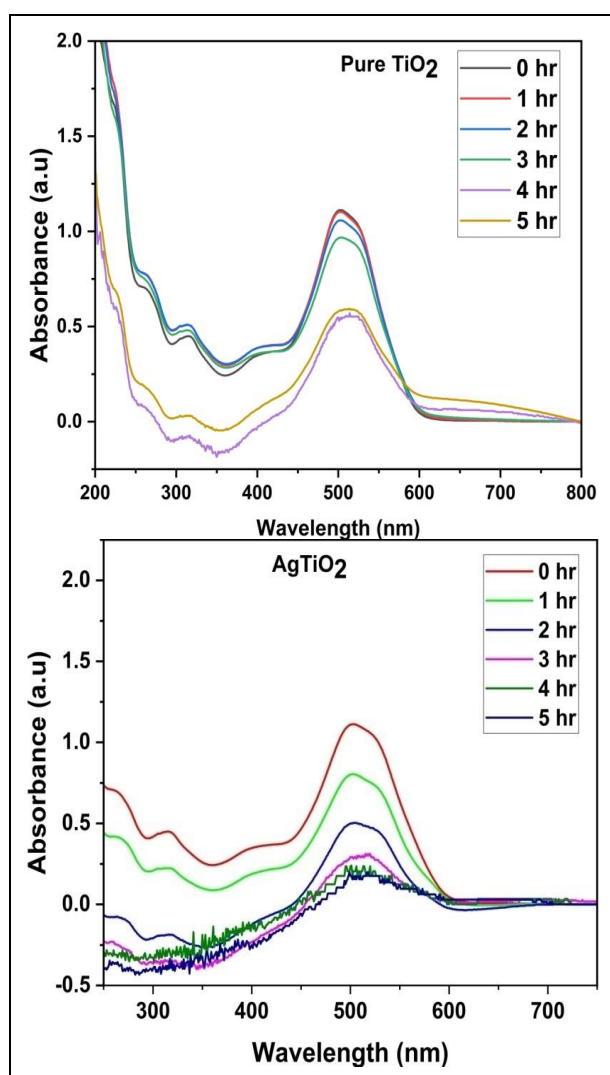 Pure TiO2
0 hr
1 hr
2 hr
3 hr
4 hr
5 hr
Absorbance (a.u)
2.0
1.5
1.0
0.5
0.0
200 300 400 500 600 700 800
Wavelength (nm)
AgTiO2
0 hr
1 hr
2 hr
3 hr
4 hr
5 hr
Absorbance (a.u)
2.0
1.5
1.0
0.5
0.0
-0.5
300 400 500 600 700
Wavelength (nm)